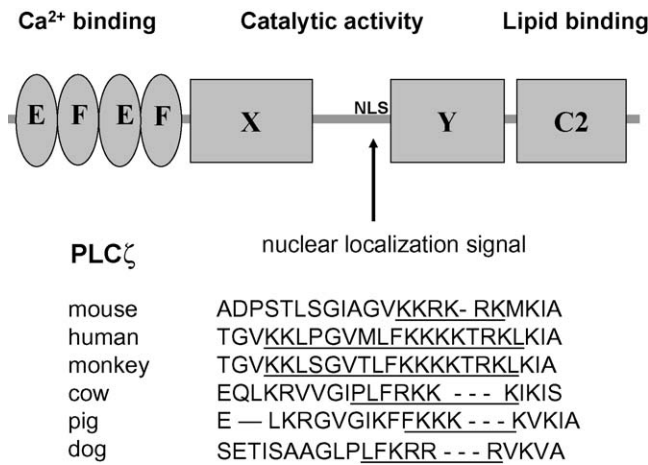 Ca²⁺ binding Catalytic activity Lipid binding
E F E F X NLS Y C2
nuclear localization signal
PLCζ
mouse ADPSTLSGIAGVKKRK- RKMKIA
human TGVKKLPGVMLFKKKKTRKLKIA
monkey TGVKKLSGVTLFKKKKTRKLKIA
cow EQLKRVVGIPLFRKK - - - KIKIS
pig E — LKRGVGIKFFKKK - - - KVKIA
dog SETISAAGLPLFKRR - - - RVKVA